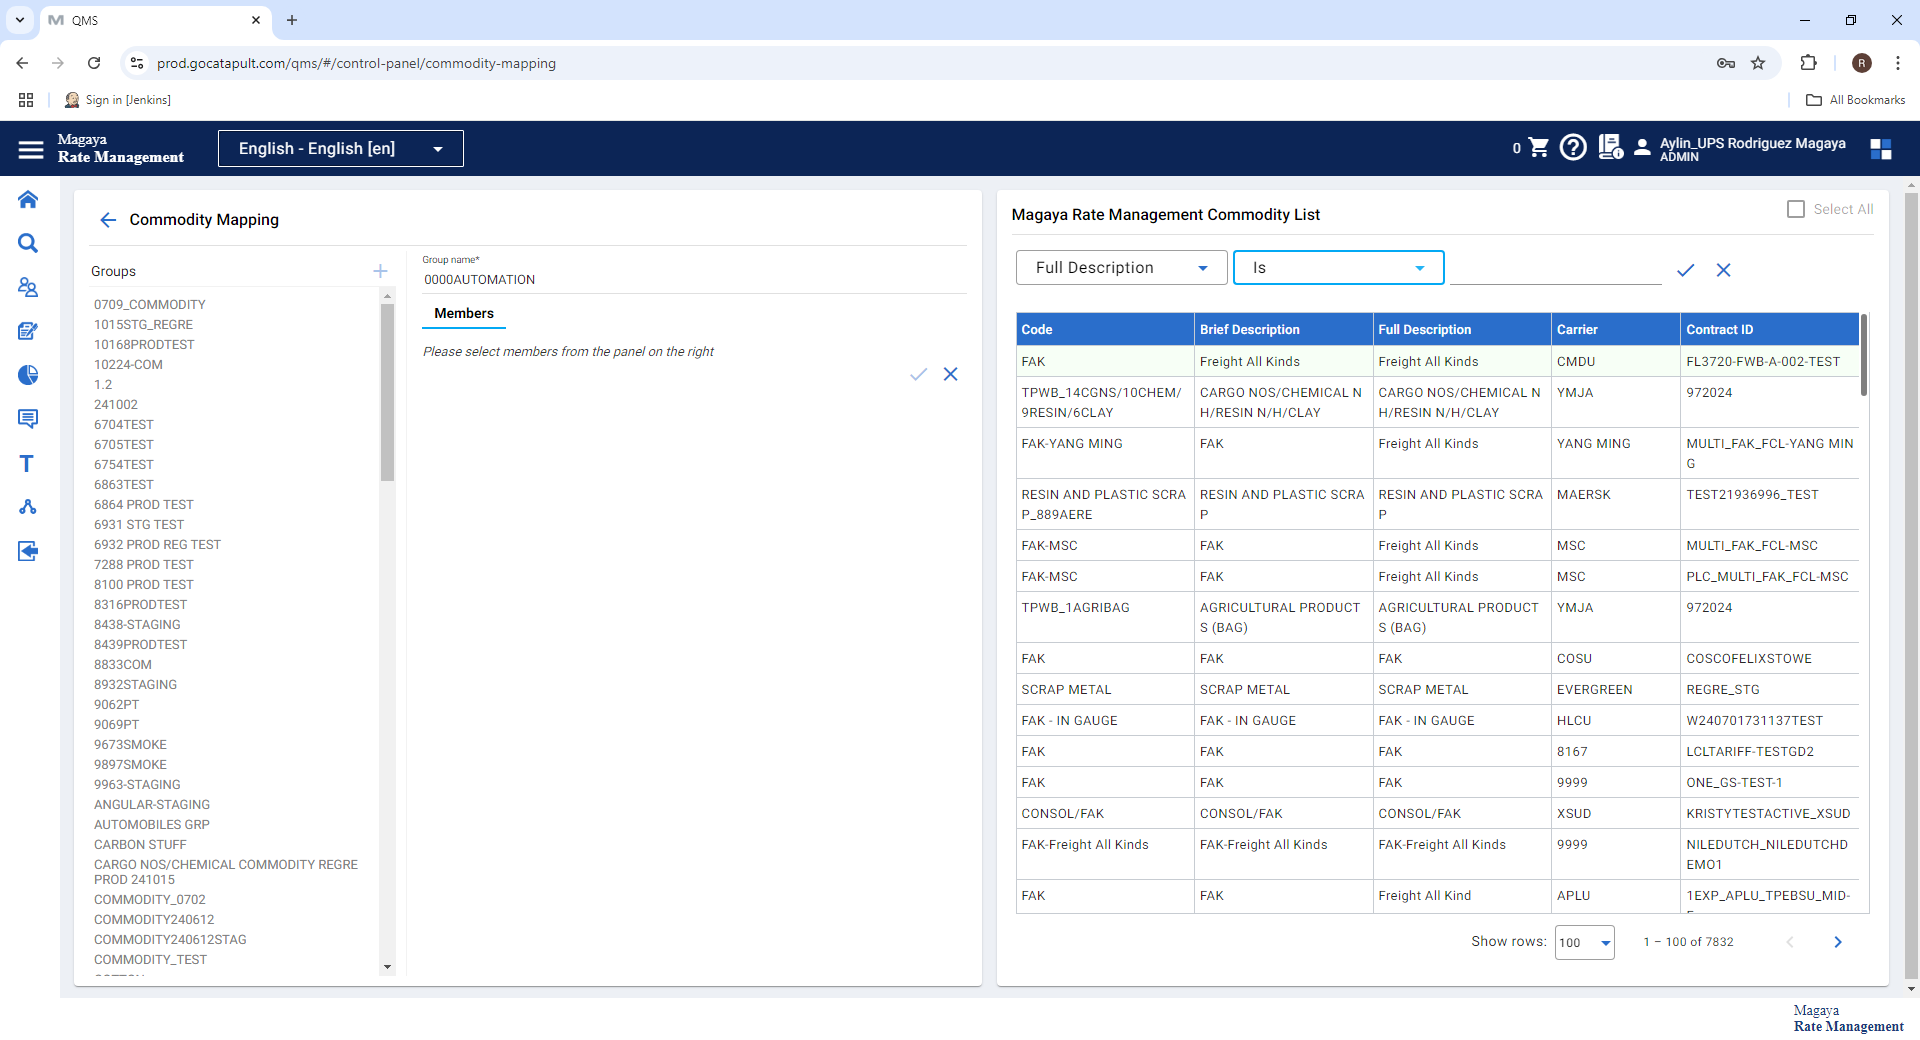 QMS
prod.gocatapult.com/qms/#/control-panel/commodity-mapping
R
Sign in [Jenkins]
All Bookmarks
Magaya
Rate Management
English - English [en]
0
Aylin_UPS Rodriguez Magaya
ADMIN
Commodity Mapping
Groups
0709_COMMODITY
1015STG_REGRE
10168PRODTEST
10224-COM
1.2
241002
6704TEST
6705TEST
6754TEST
6863TEST
6864 PROD TEST
6931 STG TEST
6932 PROD REG TEST
7288 PROD TEST
8100 PROD TEST
8316PRODTEST
8438-STAGING
8439PRODTEST
8833COM
8932STAGING
9062PT
9069PT
9673SMOKE
9897SMOKE
9963-STAGING
ANGULAR-STAGING
AUTOMOBILES GRP
CARBON STUFF
CARGO NOS/CHEMICAL COMMODITY REGRE
PROD 241015
COMMODITY_0702
COMMODITY240612
COMMODITY240612STAG
COMMODITY_TEST
Group name*
0000AUTOMATION
Members
Please select members from the panel on the right
Magaya Rate Management Commodity List
Select All
Full Description
Is
Code Brief Description Full Description Carrier Contract ID
FAK Freight All Kinds Freight All Kinds CMDU FL3720-FWB-A-002-TEST
TPWB_14CGNS/10CHEM/ CARGO NOS/CHEMICAL N CARGO NOS/CHEMICAL N YMJA 972024
9RESIN/6CLAY H/RESIN N/H/CLAY H/RESIN N/H/CLAY
FAK-YANG MING FAK Freight All Kinds YANG MING MULTI_FAK_FCL-YANG MIN
G
RESIN AND PLASTIC SCRA RESIN AND PLASTIC SCRA RESIN AND PLASTIC SCRA MAERSK TEST21936996_TEST
P_889AERE P P
FAK-MSC FAK Freight All Kinds MSC MULTI_FAK_FCL-MSC
FAK-MSC FAK Freight All Kinds MSC PLC_MULTI_FAK_FCL-MSC
TPWB_1AGRIBAG AGRICULTURAL PRODUCT AGRICULTURAL PRODUCT YMJA 972024
S (BAG) S (BAG)
FAK FAK FAK COSU COSCOFELIXSTOWE
SCRAP METAL SCRAP METAL SCRAP METAL EVERGREEN REGRE_STG
FAK - IN GAUGE FAK - IN GAUGE FAK - IN GAUGE HLCU W240701731137TEST
FAK FAK FAK 8167 LCLTARIFF-TESTGD2
FAK FAK FAK 9999 ONE_GS-TEST-1
CONSOL/FAK CONSOL/FAK CONSOL/FAK XSUD KRISTYTESTACTIVE_XSUD
FAK-Freight All Kinds FAK-Freight All Kinds FAK-Freight All Kinds 9999 NILEDUTCH_NILEDUTCHD
EMO1
FAK FAK Freight All Kind APLU 1EXP_APLU_TPEBSU_MID-
Show rows: 100 1 – 100 of 7832
Magaya
Rate Management